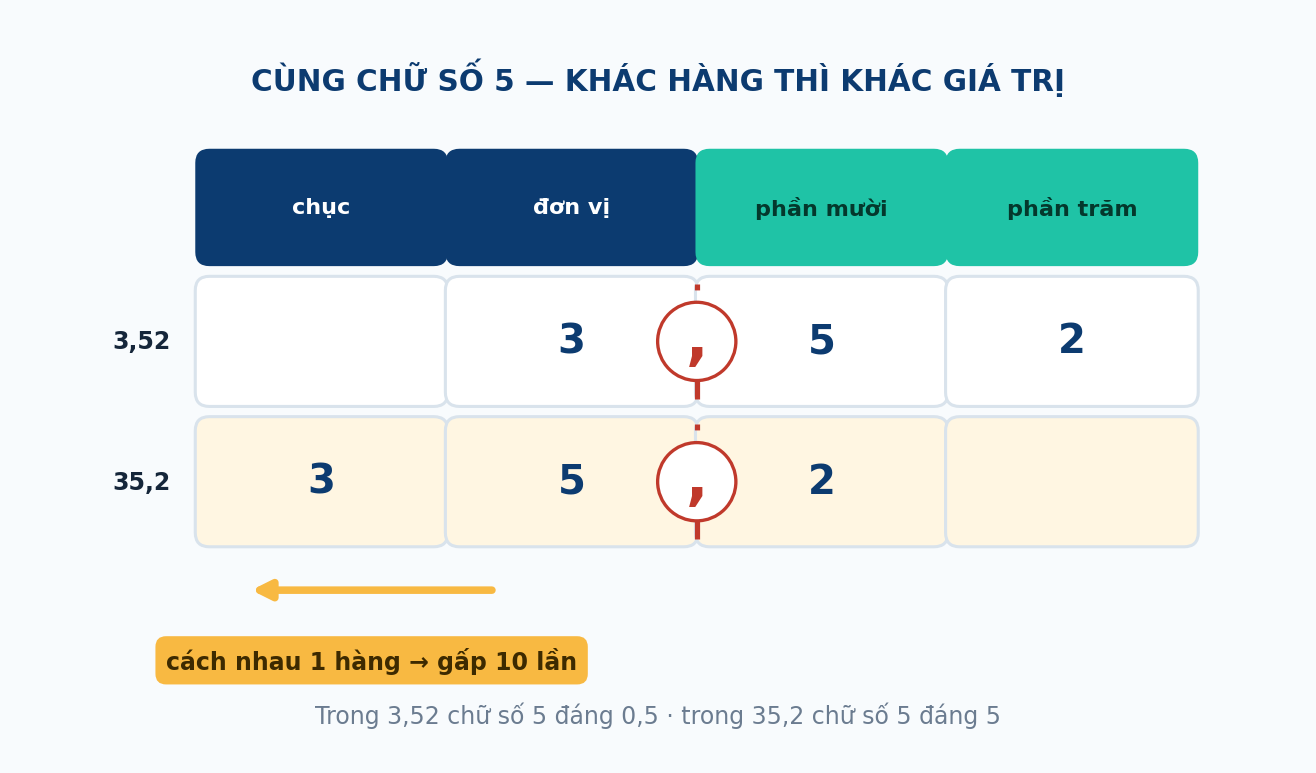 CÙNG CHỮ SỐ 5 — KHÁC HÀNG THÌ KHÁC GIÁ TRỊ
chục đơn vị phần mười phần trăm
3,52 3 , 5 2
35,2 3 5 , 2
cách nhau 1 hàng → gấp 10 lần
Trong 3,52 chữ số 5 đáng 0,5 · trong 35,2 chữ số 5 đáng 5